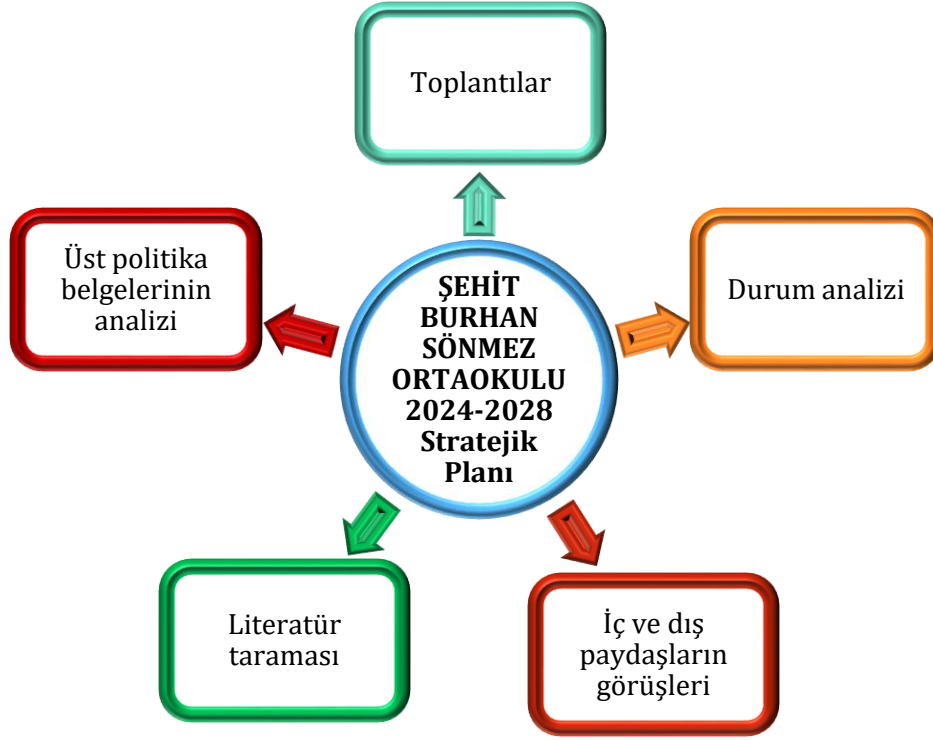 Toplantılar
Üst politika
belgelerinin
analizi
ŞEHİT
BURHAN
SÖNMEZ
ORTAOKULU
2024-2028
Stratejik
Planı
Durum analizi
Literatür
taraması
İç ve dış
paydaşların
görüşleri